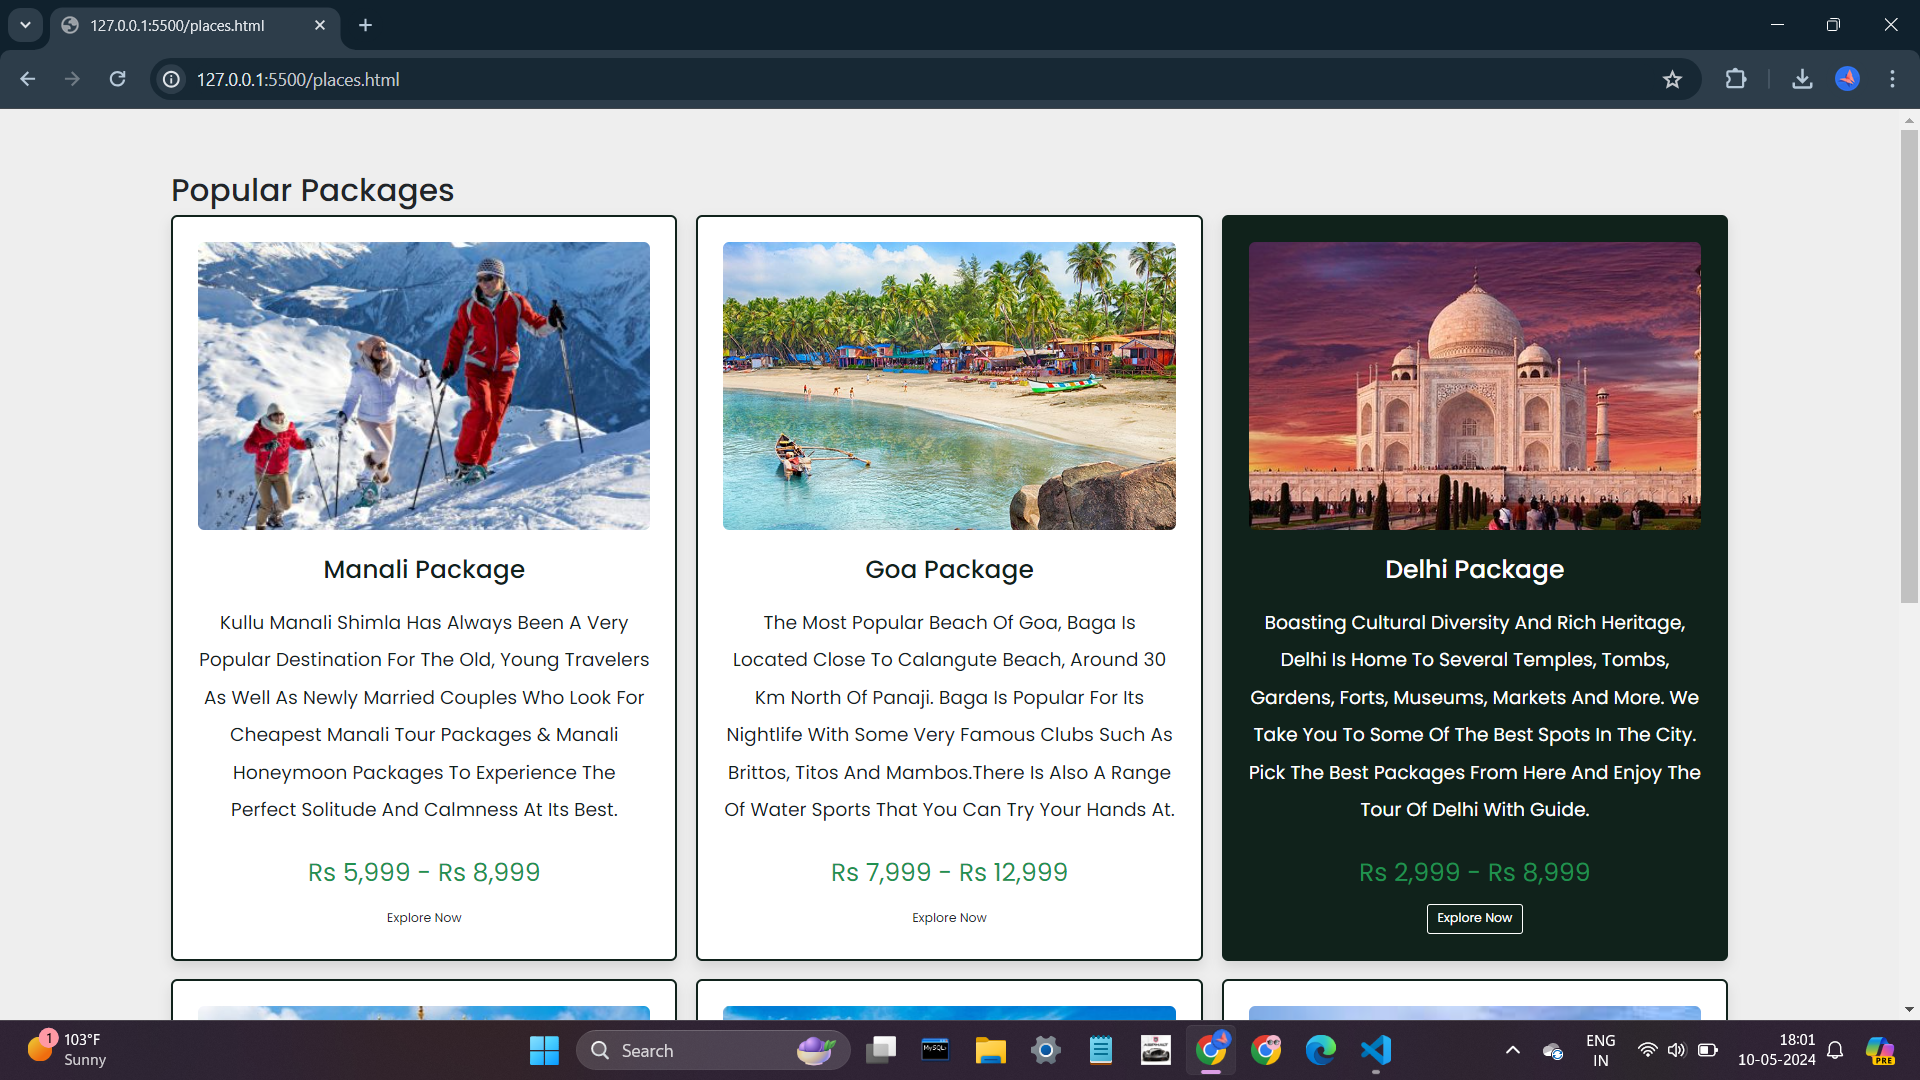 127.0.0.1:5500/places.html
127.0.0.1:5500/places.html
Popular Packages
Manali Package
Kullu Manali Shimla Has Always Been A Very
Popular Destination For The Old, Young Travelers
As Well As Newly Married Couples Who Look For
Cheapest Manali Tour Packages & Manali
Honeymoon Packages To Experience The
Perfect Solitude And Calmness At Its Best.
Rs 5,999 - Rs 8,999
Explore Now
Goa Package
The Most Popular Beach Of Goa, Baga Is
Located Close To Calangute Beach, Around 30
Km North Of Panaji. Baga Is Popular For Its
Nightlife With Some Very Famous Clubs Such As
Brittos, Titos And Mambos.There Is Also A Range
Of Water Sports That You Can Try Your Hands At.
Rs 7,999 - Rs 12,999
Explore Now
Delhi Package
Boasting Cultural Diversity And Rich Heritage,
Delhi Is Home To Several Temples, Tombs,
Gardens, Forts, Museums, Markets And More. We
Take You To Some Of The Best Spots In The City.
Pick The Best Packages From Here And Enjoy The
Tour Of Delhi With Guide.
Rs 2,999 - Rs 8,999
Explore Now
1
103°F
Sunny
Search
MySQL
ENG
IN
18:01
10-05-2024
PRE